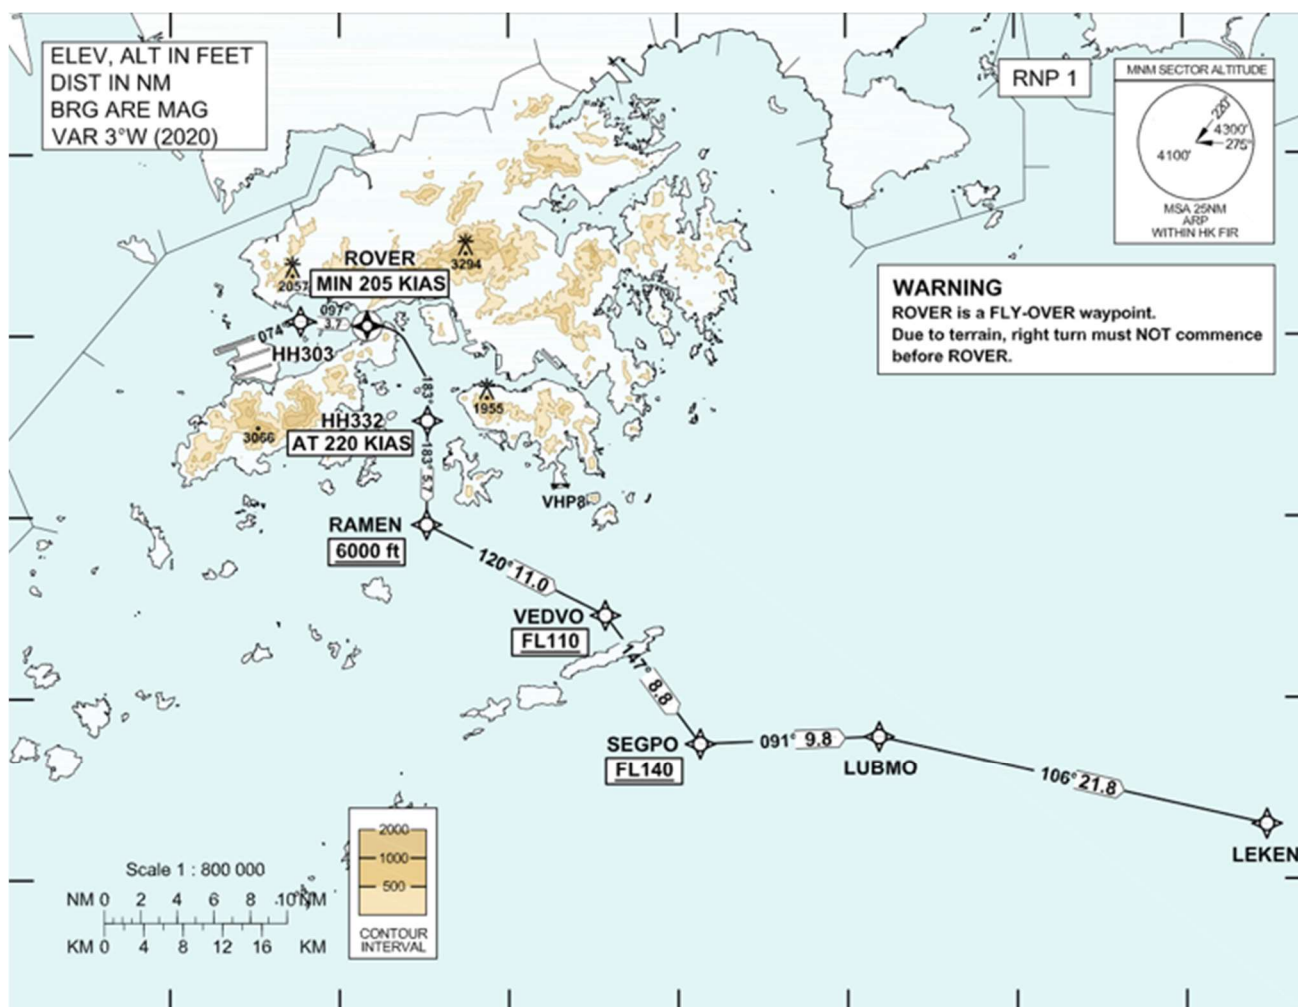 ELEV, ALT IN FEET
DIST IN NM
BRG ARE MAG
VAR 3°W (2020)
RNP 1
MNM SECTOR ALTITUDE
220°
4300'
275°
4100'
MSA 25NM
ARP
WITHIN HK FIR
WARNING
ROVER is a FLY-OVER waypoint.
Due to terrain, right turn must NOT commence
before ROVER.
3294
2057
ROVER
MIN 205 KIAS
074°
097°
3.7
HH303
183°
1955
HH332
AT 220 KIAS
3066
183° 5.7
VHP8
RAMEN
6000 ft
120° 11.0
VEDVO
FL110
147° 8.8
SEGPO
FL140
091° 9.8
LUBMO
106° 21.8
LEKEN
2000
1000
500
CONTOUR
INTERVAL
Scale 1 : 800 000
NM 0 2 4 6 8 10 NM
KM 0 4 8 12 16 KM